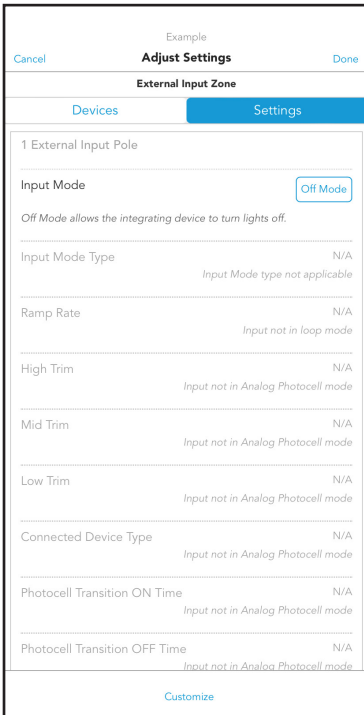 Example
Cancel Adjust Settings Done
External Input Zone
Devices Settings
1 External Input Pole
Input Mode Off Mode
Off Mode allows the integrating device to turn lights off.
Input Mode Type N/A
Input Mode type not applicable
Ramp Rate N/A
Input not in loop mode
High Trim N/A
Input not in Analog Photocell mode
Mid Trim N/A
Input not in Analog Photocell mode
Low Trim N/A
Input not in Analog Photocell mode
Connected Device Type N/A
Input not in Analog Photocell mode
Photocell Transition ON Time N/A
Input not in Analog Photocell mode
Photocell Transition OFF Time N/A
Input not in Analog Photocell mode
Customize